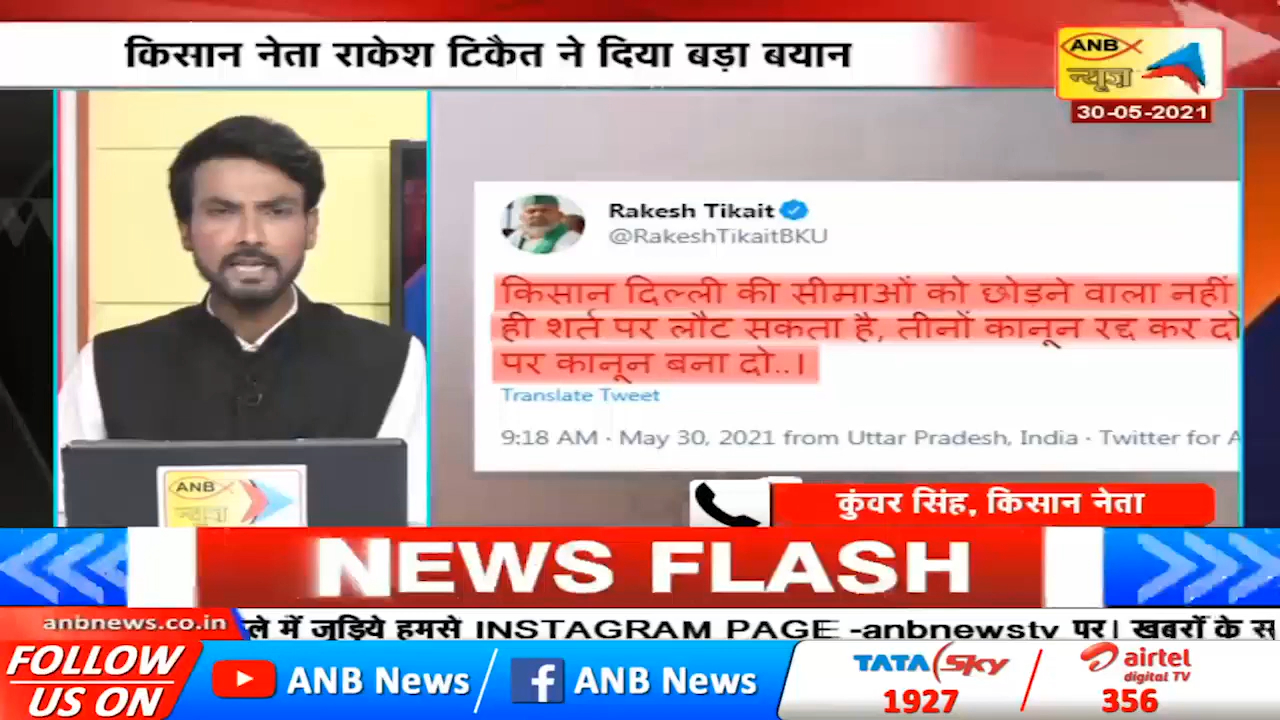 किसान नेता राकेश टिकैत ने दिया बड़ा बयान
ANB
न्यूज़
30-05-2021
Rakesh Tikait
@RakeshTikaitBKU
किसान दिल्ली की सीमाओं को छोड़ने वाला नहीं
ही शर्त पर लौट सकता है, तीनों कानून रद्द कर दो
पर कानून बना दो..।
Translate Tweet
9:18 AM · May 30, 2021 from Uttar Pradesh, India · Twitter for A
ANB
न्यूज़
कुंवर सिंह, किसान नेता
NEWS FLASH
anbnews.co.in
ले में जुड़िये हमसे INSTAGRAM PAGE -anbnewstv पर। खबरों के
FOLLOW
US ON
ANB News
ANB News
TATA Sky
1927
airtel
digital TV
356